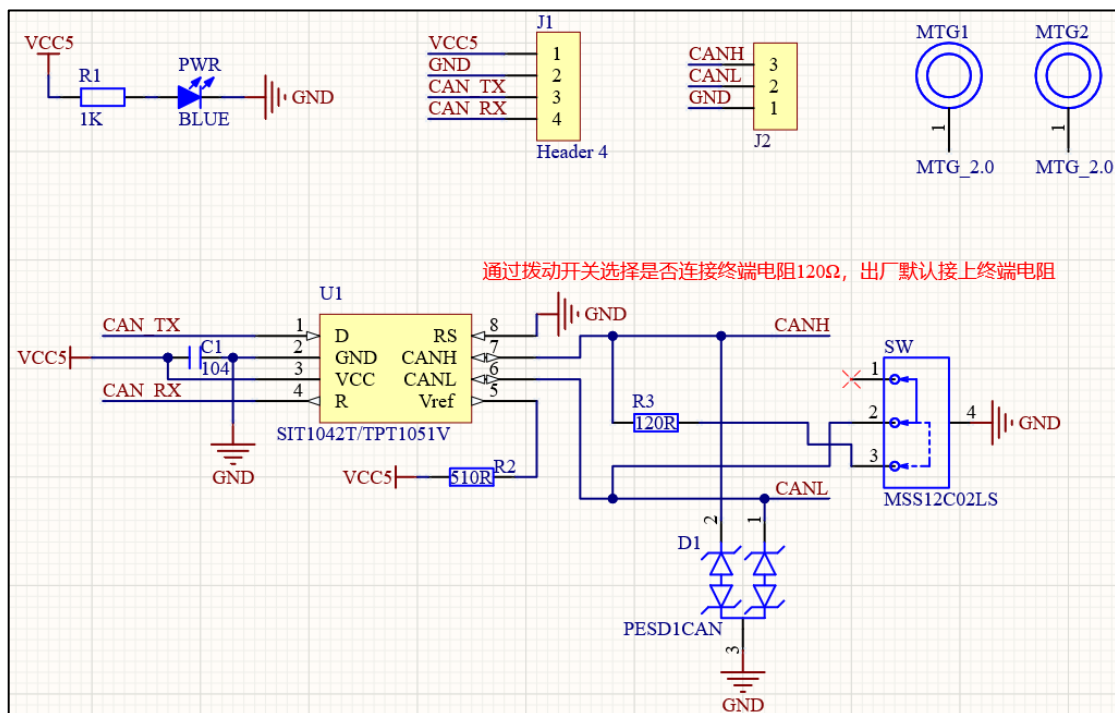 VCC5
R1
1K
PWR
BLUE
GND
J1
VCC5 1
GND 2
CAN_TX 3
CAN_RX 4
Header 4
CANH 3
CANL 2
GND 1
J2
MTG1
1
MTG_2.0
MTG2
1
MTG_2.0
通过拨动开关选择是否连接终端电阻120Ω，出厂默认接上终端电阻
U1
CAN_TX 1 D
2 GND
3 VCC
CAN_RX 4 R
RS 8 GND
CANH 7
CANL 6
Vref 5
SIT1042T/TPT1051V
VCC5
C1
104
GND
VCC5
510R
R2
CANH
R3
120R
SW
1
2
3
4
GND
MSS12C02LS
CANL
2
1
D1
PESD1CAN
3
GND